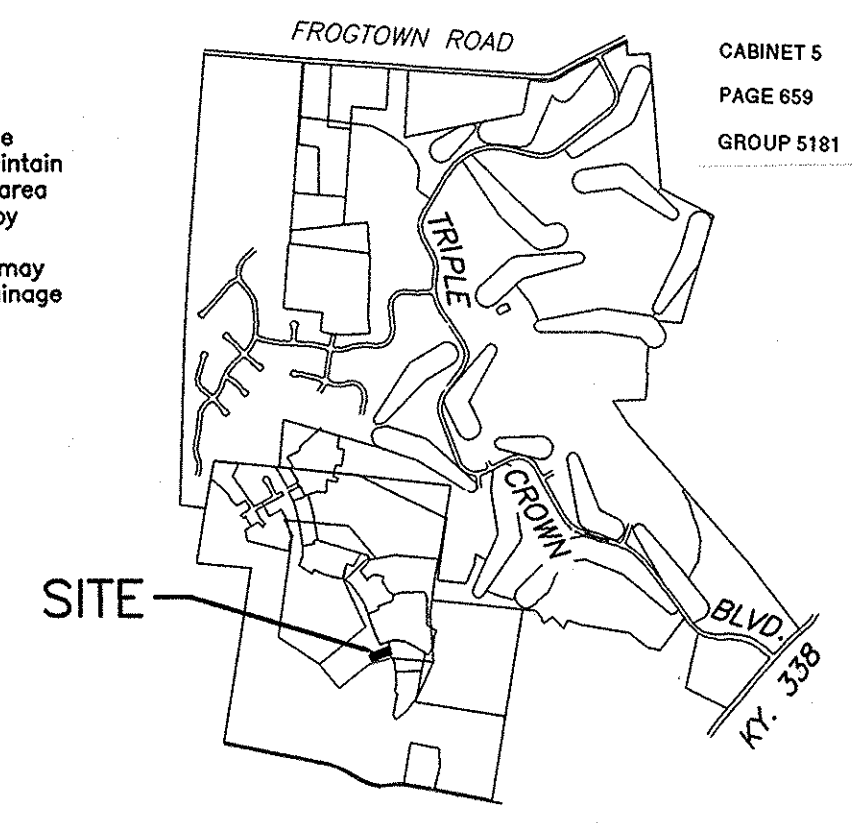 FROGTOWN ROAD
CABINET 5
PAGE 659
GROUP 5181
e
intain
area
by
may
inage
TRIPLE
CROWN
BLVD.
KY. 338
SITE